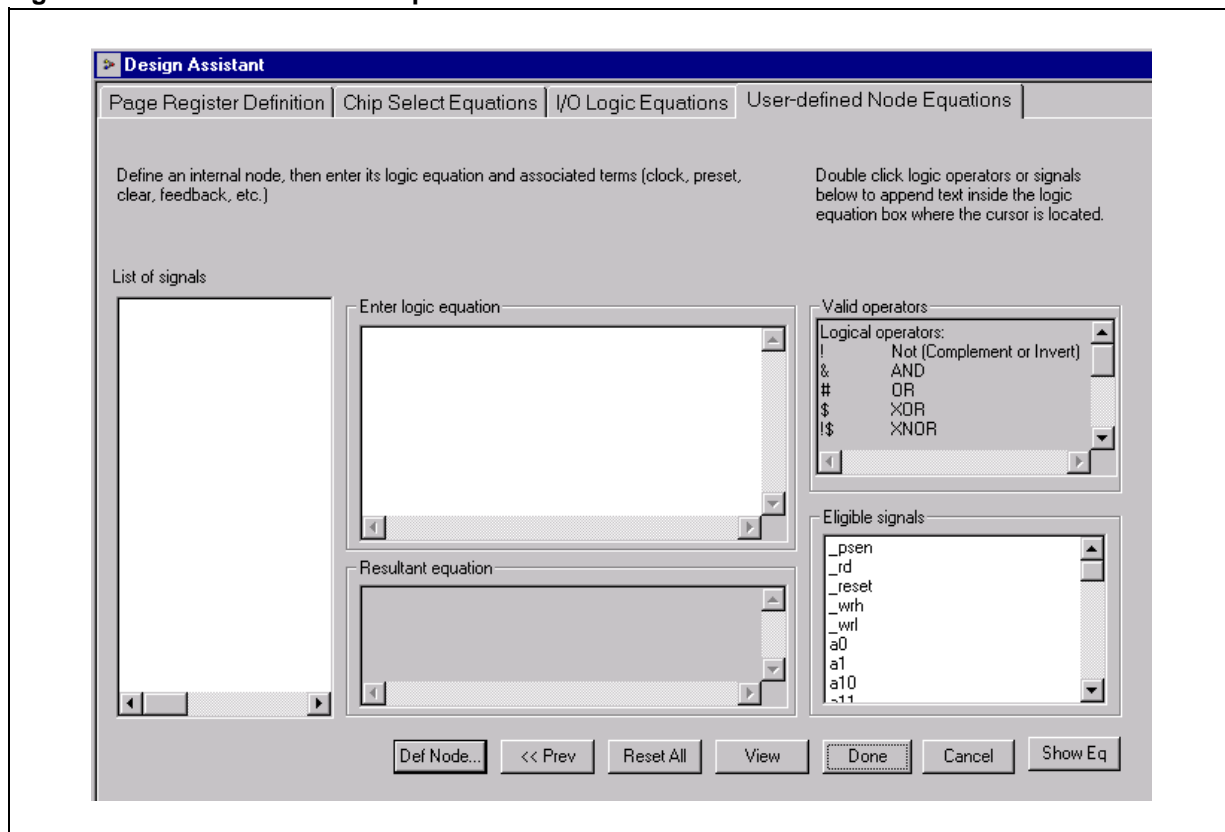 Design Assistant
Page Register Definition
Chip Select Equations
I/O Logic Equations
User-defined Node Equations
Define an internal node, then enter its logic equation and associated terms (clock, preset,
clear, feedback, etc.)
Double click logic operators or signals
below to append text inside the logic
equation box where the cursor is located.
List of signals
Enter logic equation
Resultant equation
Valid operators
Logical operators:
! Not (Complement or Invert)
& AND
# OR
$ XOR
!$ XNOR
Eligible signals
_psen
_rd
_reset
_wrh
_wrl
a0
a1
a10
a11
Def Node...
<< Prev
Reset All
View
Done
Cancel
Show Eq